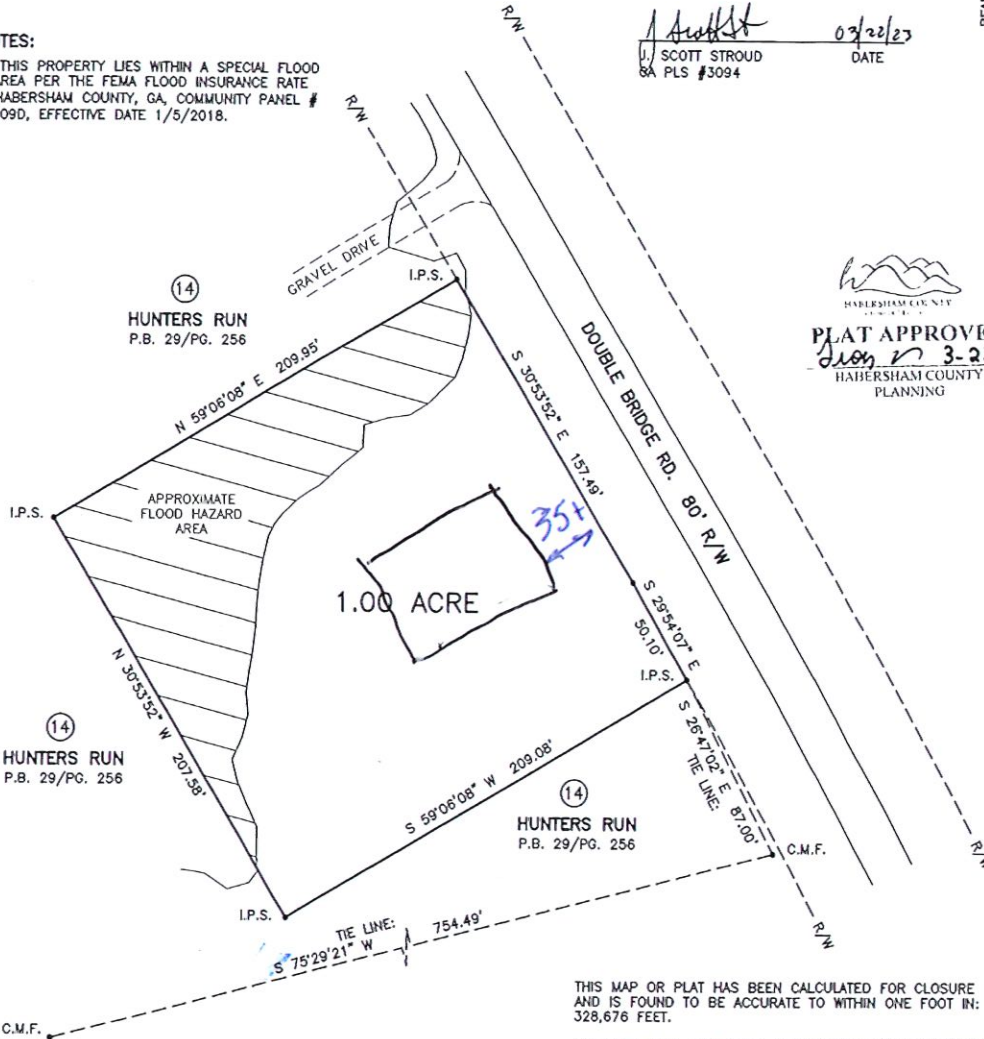 TES:
THIS PROPERTY LIES WITHIN A SPECIAL FLOOD
REA PER THE FEMA FLOOD INSURANCE RATE
HABERSHAM COUNTY, GA, COMMUNITY PANEL #
09D, EFFECTIVE DATE 1/5/2018.
03/22/23
J. SCOTT STROUD
DATE
GA PLS #3094
R/W
R/W
GRAVEL DRIVE
I.P.S.
14
HUNTERS RUN
P.B. 29/PG. 256
HABERSHAM COUNTY
PLAT APPROVE
3-2
HABERSHAM COUNTY
PLANNING
N 59°06'08" E 209.95'
S 30°53'52" E 157.49'
DOUBLE BRIDGE RD. 80' R/W
I.P.S.
APPROXIMATE
FLOOD HAZARD
AREA
35+
1.00 ACRE
S 29°54'07" E
50.10'
I.P.S.
N 30°53'52" W 207.58'
14
HUNTERS RUN
P.B. 29/PG. 256
S 59°06'08" W 209.08'
S 26°47'02" E 87.00'
TIE LINE:
14
HUNTERS RUN
P.B. 29/PG. 256
C.M.F.
R/W
I.P.S.
TIE LINE:
S 75°29'21" W 754.49'
R/W
C.M.F.
THIS MAP OR PLAT HAS BEEN CALCULATED FOR CLOSURE
AND IS FOUND TO BE ACCURATE TO WITHIN ONE FOOT IN:
328,676 FEET.